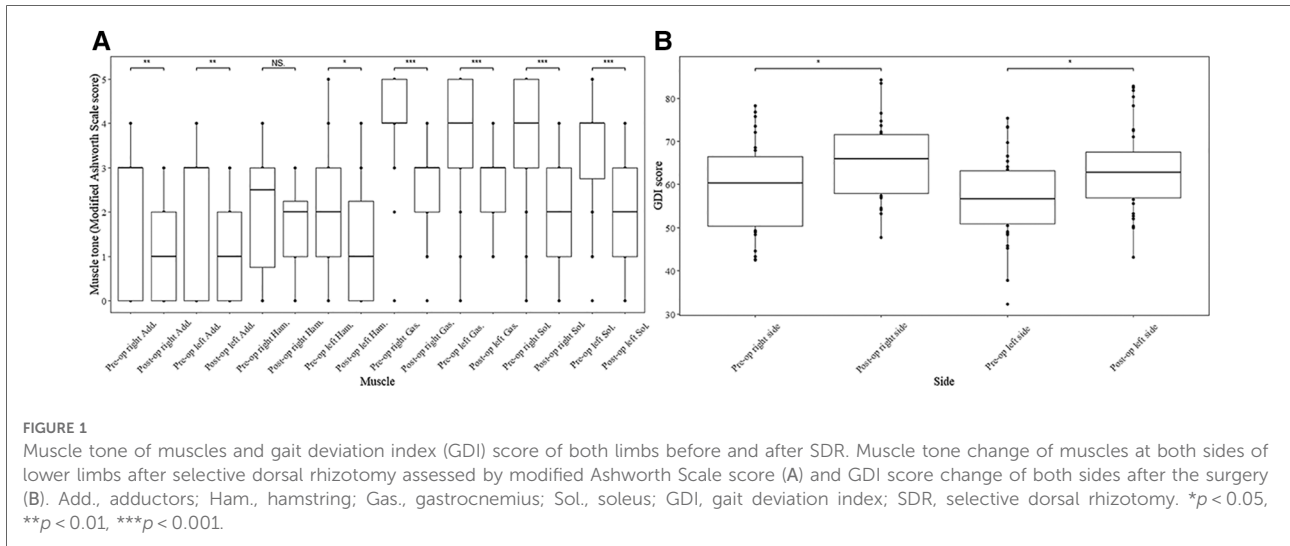 A
B
** ** NS. * *** *** *** ***
* *
Muscle tone (Modified Ashworth Scale score)
5
4
3
2
1
0
Pre-op right Add.
Post-op right Add.
Pre-op left Add.
Post-op left Add.
Pre-op right Ham.
Post-op right Ham.
Pre-op left Ham.
Post-op left Ham.
Pre-op right Gas.
Post-op right Gas.
Pre-op left Gas.
Post-op left Gas.
Pre-op right Sol.
Post-op right Sol.
Pre-op left Sol.
Post-op left Sol.
Muscle
GDI score
80
70
60
50
40
30
Pre-op right side
Post-op right side
Pre-op left side
Post-op left side
Side
FIGURE 1
Muscle tone of muscles and gait deviation index (GDI) score of both limbs before and after SDR. Muscle tone change of muscles at both sides of
lower limbs after selective dorsal rhizotomy assessed by modified Ashworth Scale score (A) and GDI score change of both sides after the surgery
(B). Add., adductors; Ham., hamstring; Gas., gastrocnemius; Sol., soleus; GDI, gait deviation index; SDR, selective dorsal rhizotomy. *p < 0.05,
**p < 0.01, ***p < 0.001.